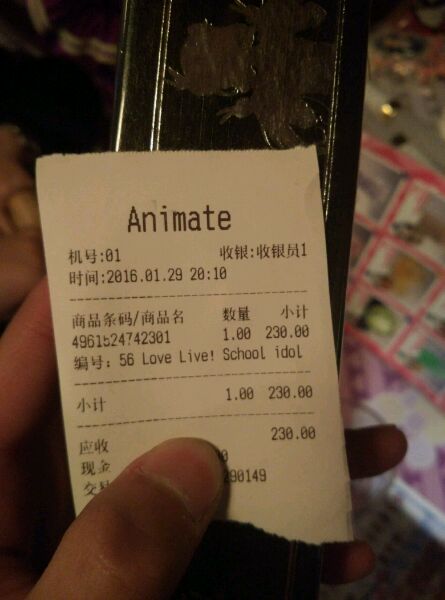 Animate
机号:01 收银:收银员1
时间:2016.01.29 20:10
商品条码/商品名 数量 小计
4961524742301 1.00 230.00
编号: 56 Love Live! School idol
小计 1.00 230.00
应收 230.00
现金
290149